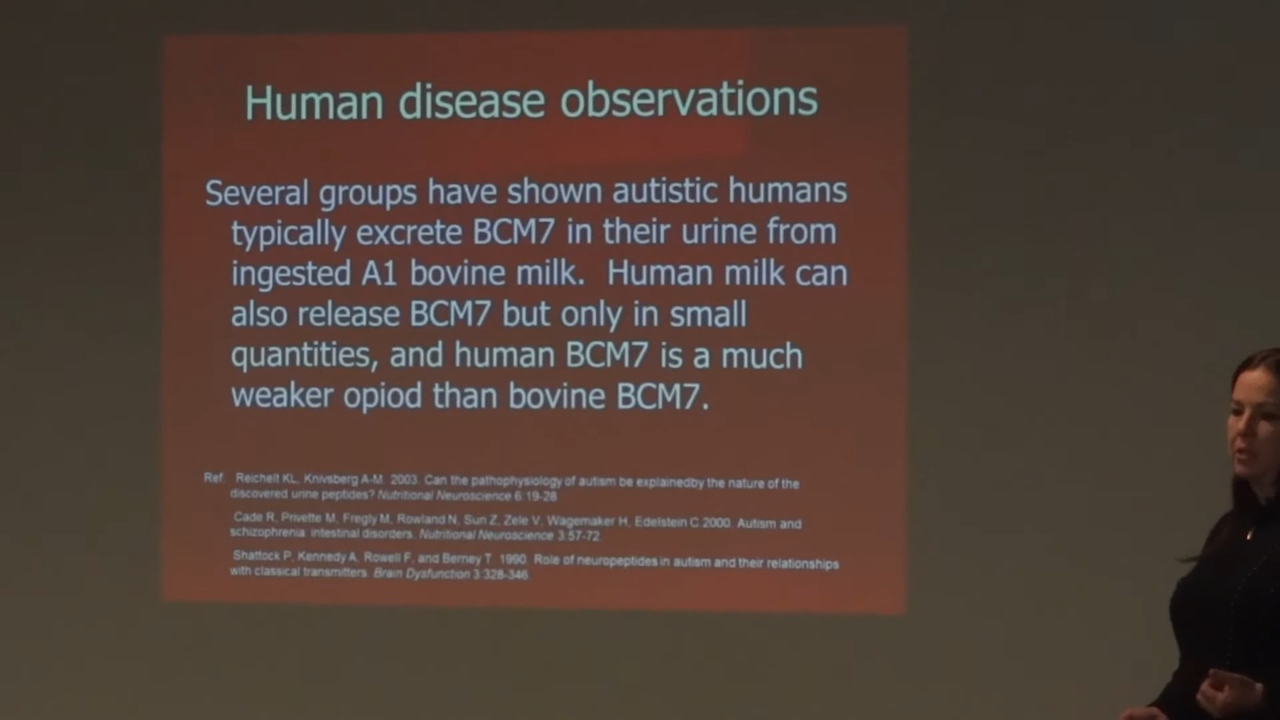 Human disease observations
Several groups have shown autistic humans
typically excrete BCM7 in their urine from
ingested A1 bovine milk. Human milk can
also release BCM7 but only in small
quantities, and human BCM7 is a much
weaker opiod than bovine BCM7.
Ref. Reichelt KL, Knivsberg A-M. 2003. Can the pathophysiology of autism be explainedby the nature of the
discovered urine peptides? Nutritional Neuroscience 6:19-28
Cade R, Privette M, Fregly M, Rowland N, Sun Z, Zele V, Wagemaker H, Edelstein C. 2000. Autism and
schizophrenia: intestinal disorders. Nutritional Neuroscience 3:57-72
Shattock P, Kennedy A, Rowell F, and Berney T. 1990. Role of neuropeptides in autism and their relationships
with classical transmitters. Brain Dysfunction 3:328-346.